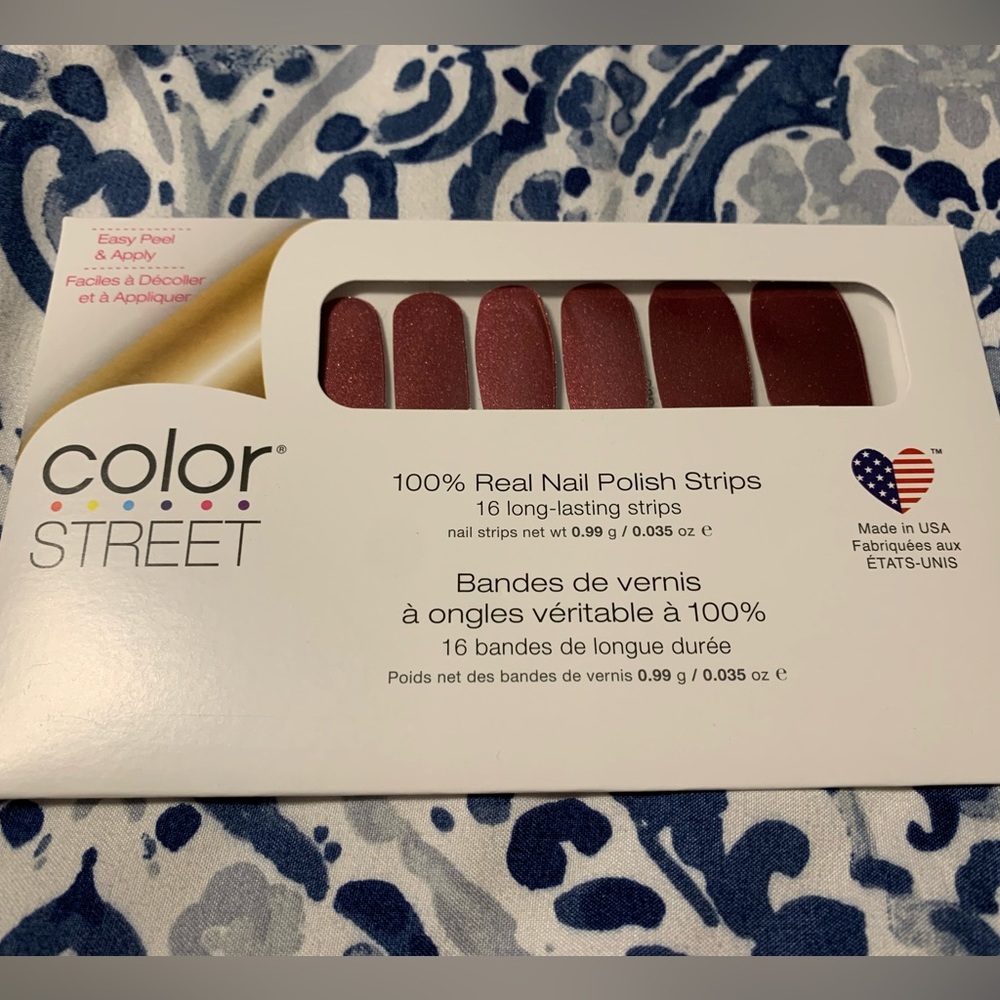 Easy Peel
& Apply
Faciles à Décoller
et à Appliquer
color®
STREET
100% Real Nail Polish Strips
16 long-lasting strips
nail strips net wt 0.99 g / 0.035 oz ℮
Bandes de vernis
à ongles véritable à 100%
16 bandes de longue durée
Poids net des bandes de vernis 0.99 g / 0.035 oz ℮
™
Made in USA
Fabriquées aux
ÉTATS-UNIS